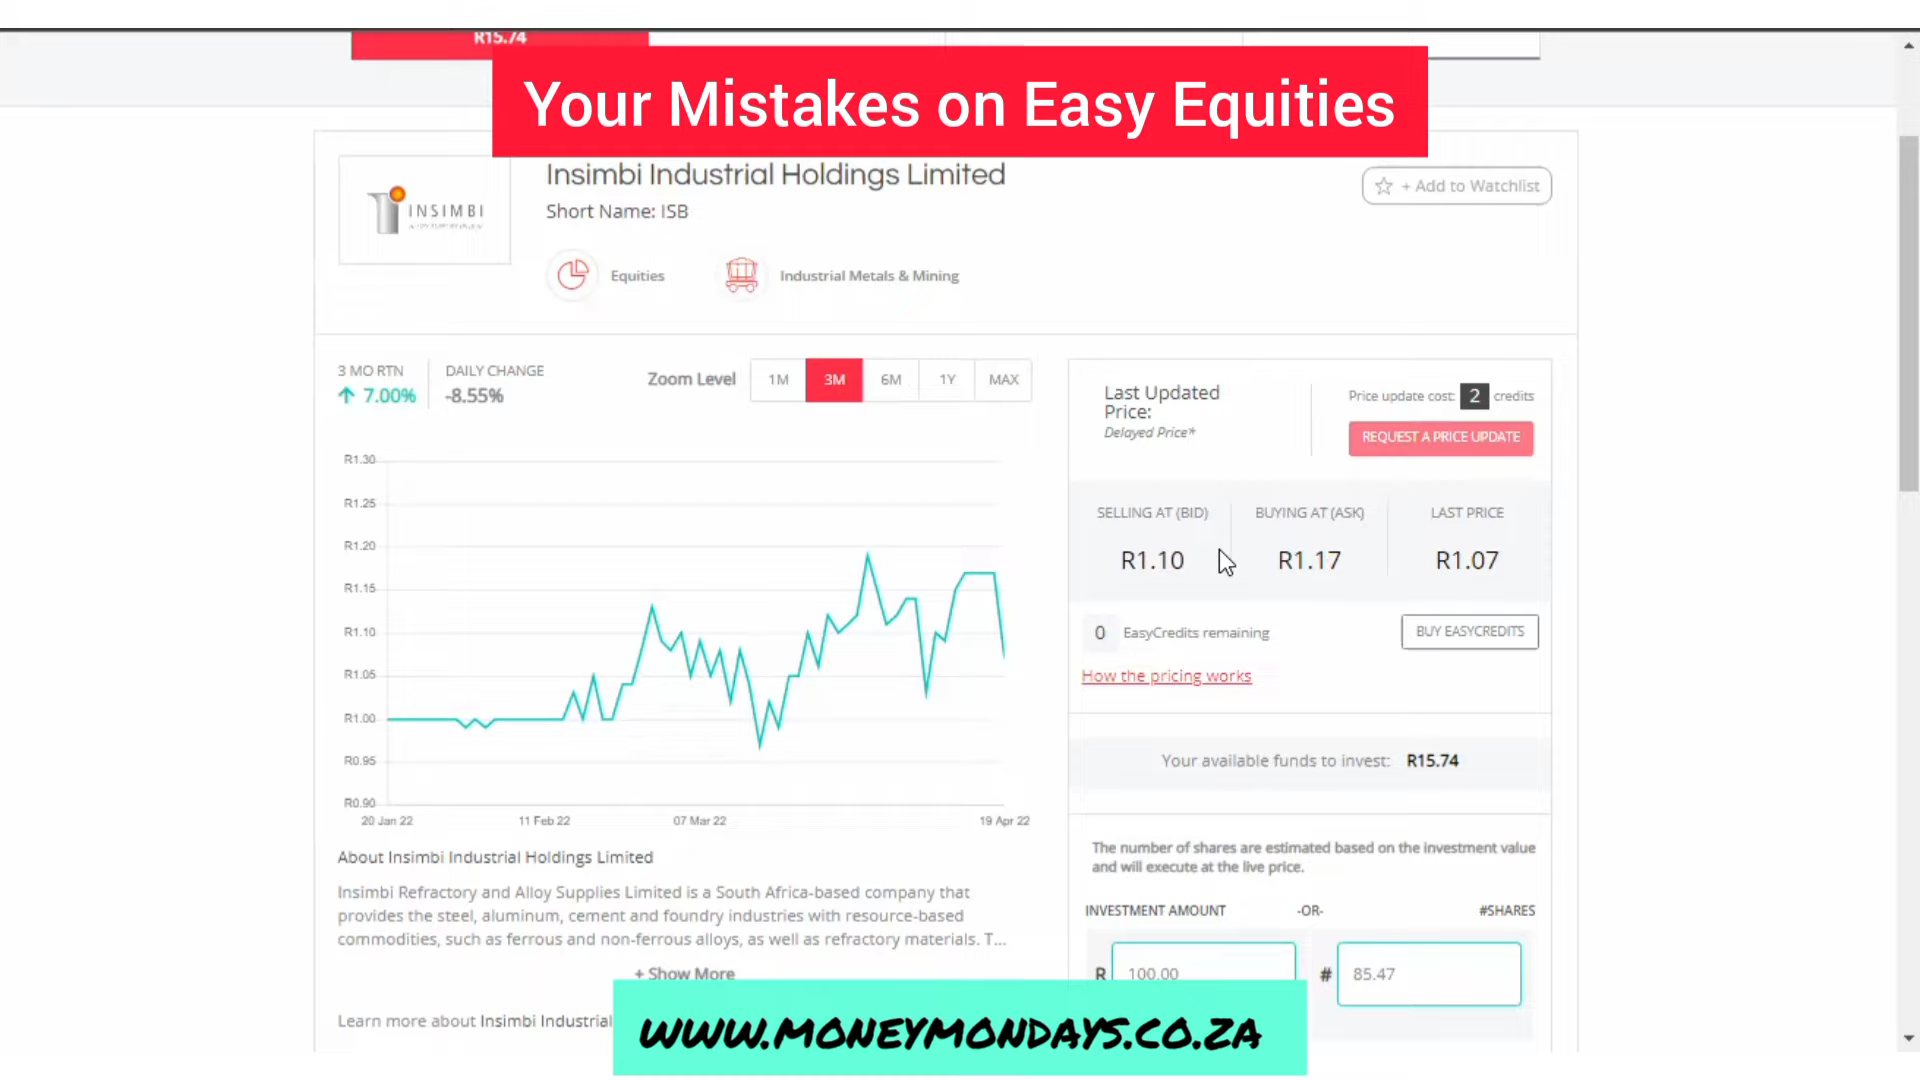 R15.74
Your Mistakes on Easy Equities
INSIMBI
Insimbi Industrial Holdings Limited
Short Name: ISB
+ Add to Watchlist
Equities
Industrial Metals & Mining
3 MO RTN
7.00%
DAILY CHANGE
-8.55%
Zoom Level
1M
3M
6M
1Y
MAX
R1.30
R1.25
R1.20
R1.15
R1.10
R1.05
R1.00
R0.95
R0.90
20 Jan 22
11 Feb 22
07 Mar 22
19 Apr 22
Last Updated
Price:
Delayed Price*
Price update cost: 2 credits
REQUEST A PRICE UPDATE
SELLING AT (BID)
R1.10
BUYING AT (ASK)
R1.17
LAST PRICE
R1.07
0 EasyCredits remaining
BUY EASYCREDITS
How the pricing works
Your available funds to invest: R15.74
The number of shares are estimated based on the investment value
and will execute at the live price.
INVESTMENT AMOUNT
-OR-
#SHARES
R 100.00
# 85.47
About Insimbi Industrial Holdings Limited
Insimbi Refractory and Alloy Supplies Limited is a South Africa-based company that
provides the steel, aluminum, cement and foundry industries with resource-based
commodities, such as ferrous and non-ferrous alloys, as well as refractory materials. T...
+ Show More
Learn more about Insimbi Industrial
WWW.MONEYMONDAYS.CO.ZA